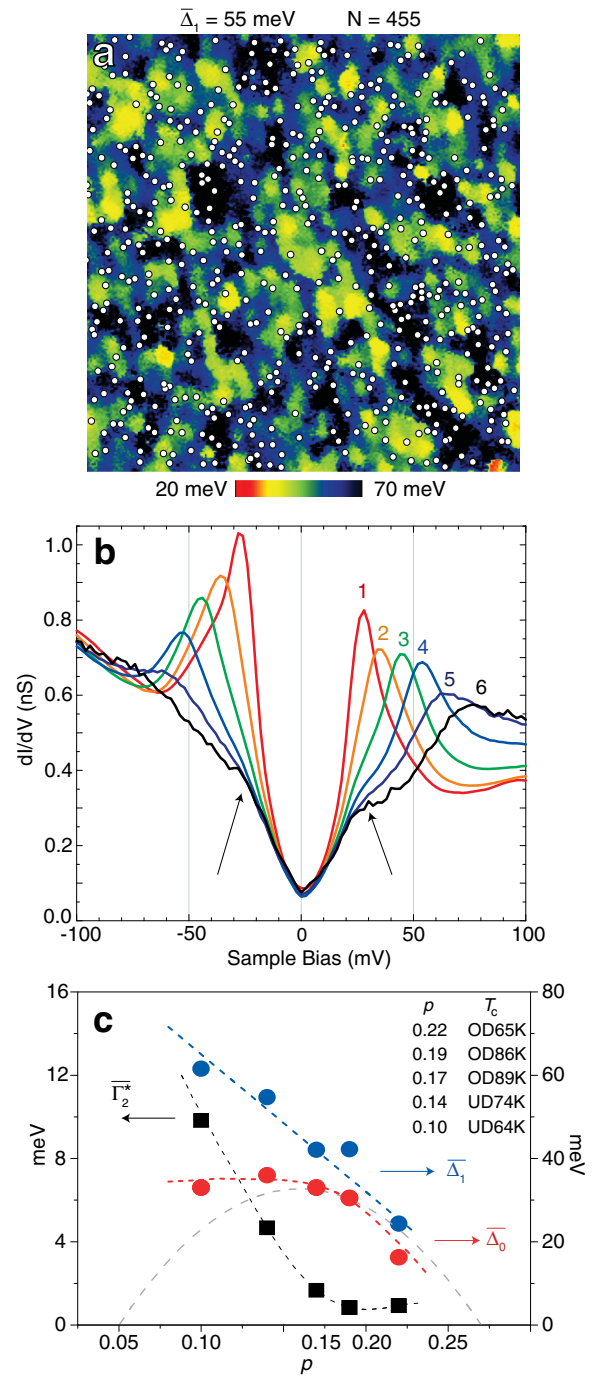 Δ̅₁ = 55 meV N = 455
a
20 meV 70 meV
b
1
2
3
4
5
6
1.0
0.8
0.6
0.4
0.2
0.0
dI/dV (nS)
-100 -50 0 50 100
Sample Bias (mV)
c
p T_c
0.22 OD65K
0.19 OD86K
0.17 OD89K
0.14 UD74K
0.10 UD64K
16
12
8
4
0
meV
80
60
40
20
0
meV
Γ̅₂*
Δ̅₁
Δ̅₀
0.05 0.10 0.15 0.20 0.25
p